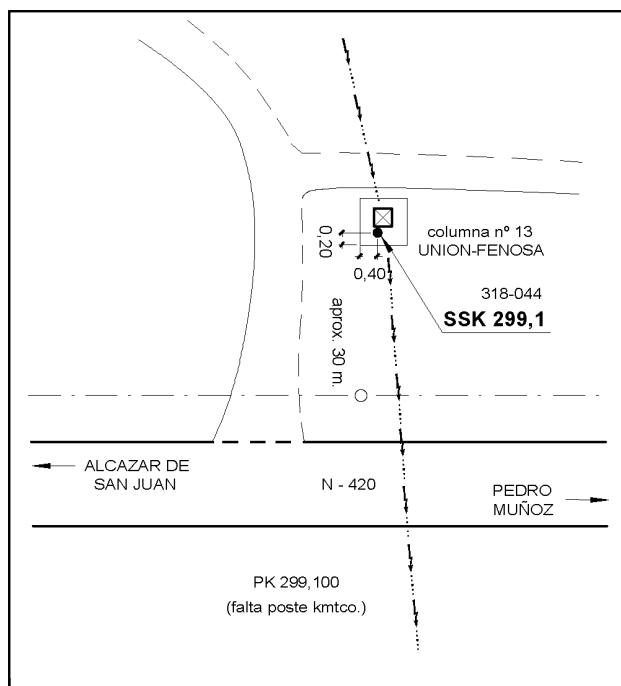 columna nº 13
UNION-FENOSA
0,20
0,40
318-044
SSK 299,1
aprox. 30 m.
ALCAZAR DE
SAN JUAN
N - 420
PEDRO
MUÑOZ
PK 299,100
(falta poste kmtco.)